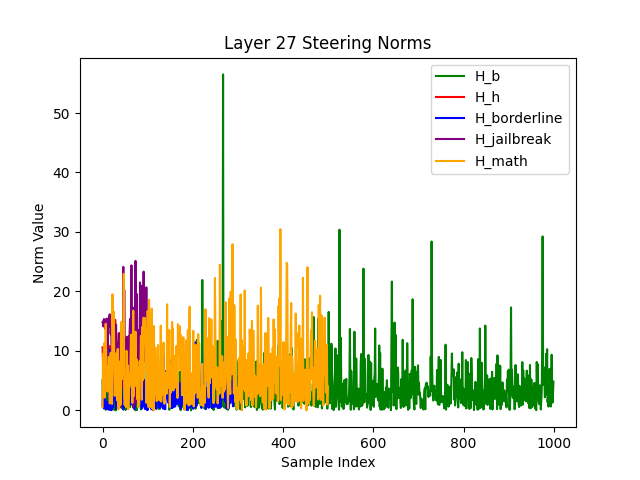 Layer 27 Steering Norms
Norm Value
50
40
30
20
10
0
H_b
H_h
H_borderline
H_jailbreak
H_math
0 200 400 600 800 1000
Sample Index